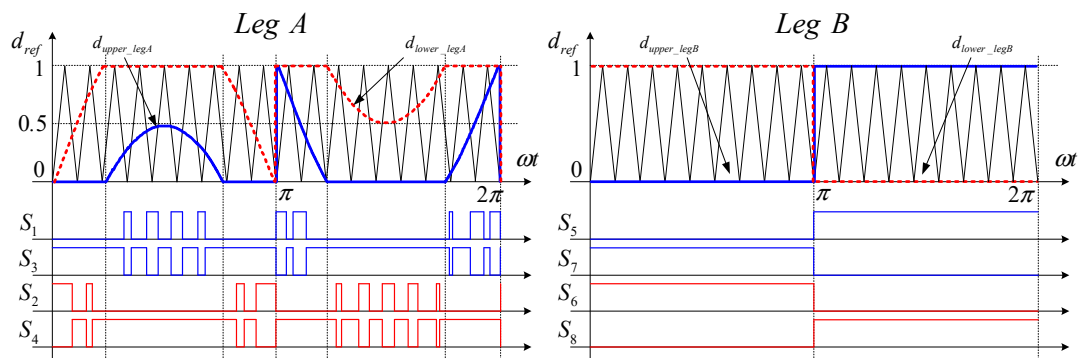 Leg A
d_ref
d_upper_legA
d_lower_legA
1
0.5
0
ωt
π
2π
S_1
S_3
S_2
S_4
Leg B
d_ref
d_upper_legB
d_lower_legB
1
0
ωt
π
2π
S_5
S_7
S_6
S_8